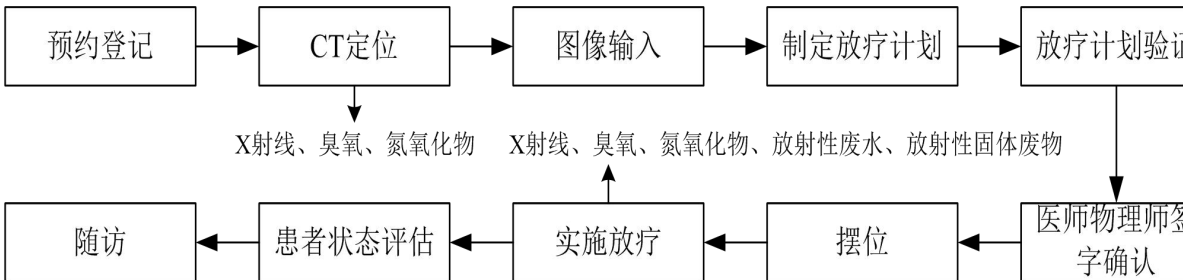 预约登记
CT定位
图像输入
制定放疗计划
放疗计划验证
X射线、臭氧、氮氧化物
X射线、臭氧、氮氧化物、放射性废水、放射性固体废物
随访
患者状态评估
实施放疗
摆位
医师物理师签
字确认